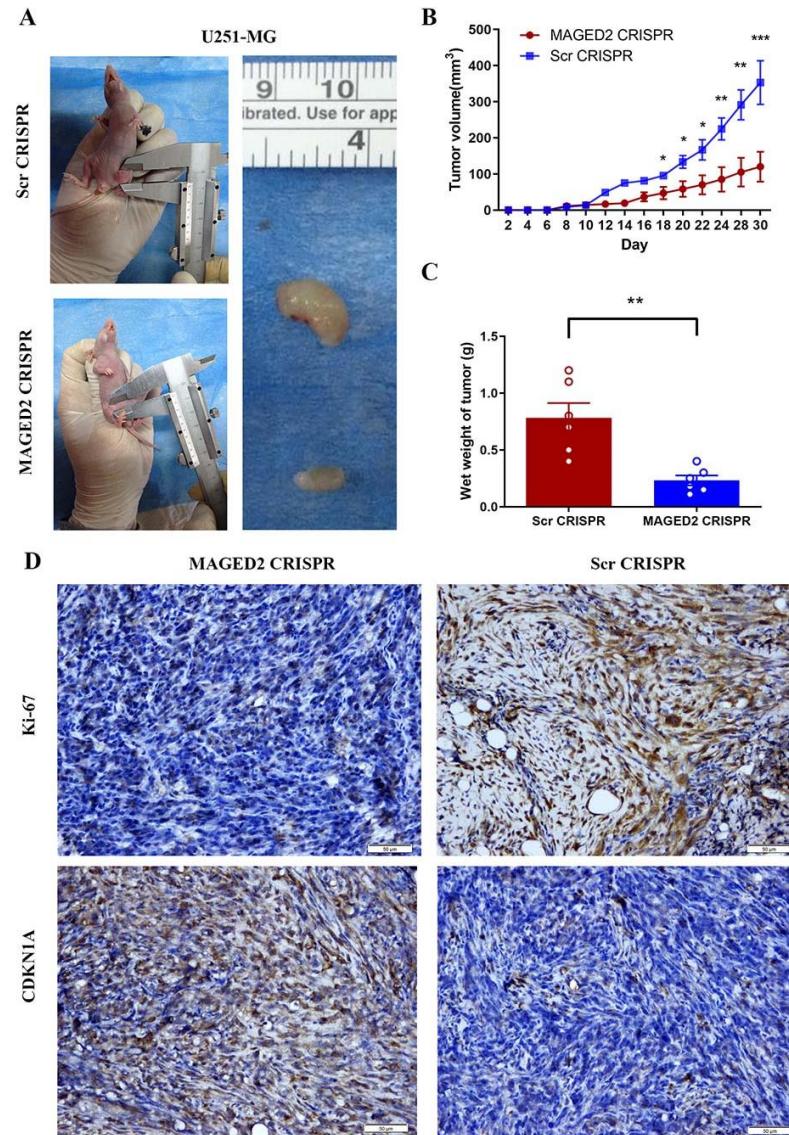 A
U251-MG
Scr CRISPR
MAGED2 CRISPR
9 10
ibrated. Use for app
4
B
MAGED2 CRISPR
Scr CRISPR
Tumor volume(mm³)
500
400
300
200
100
0
* * * ** ** ***
2 4 6 8 10 12 14 16 18 20 22 24 28 30
Day
C
**
Wet weight of tumor (g)
1.5
1.0
0.5
0.0
Scr CRISPR MAGED2 CRISPR
D
MAGED2 CRISPR Scr CRISPR
Ki-67
50 µm 50 µm
CDKN1A
50 µm 50 µm